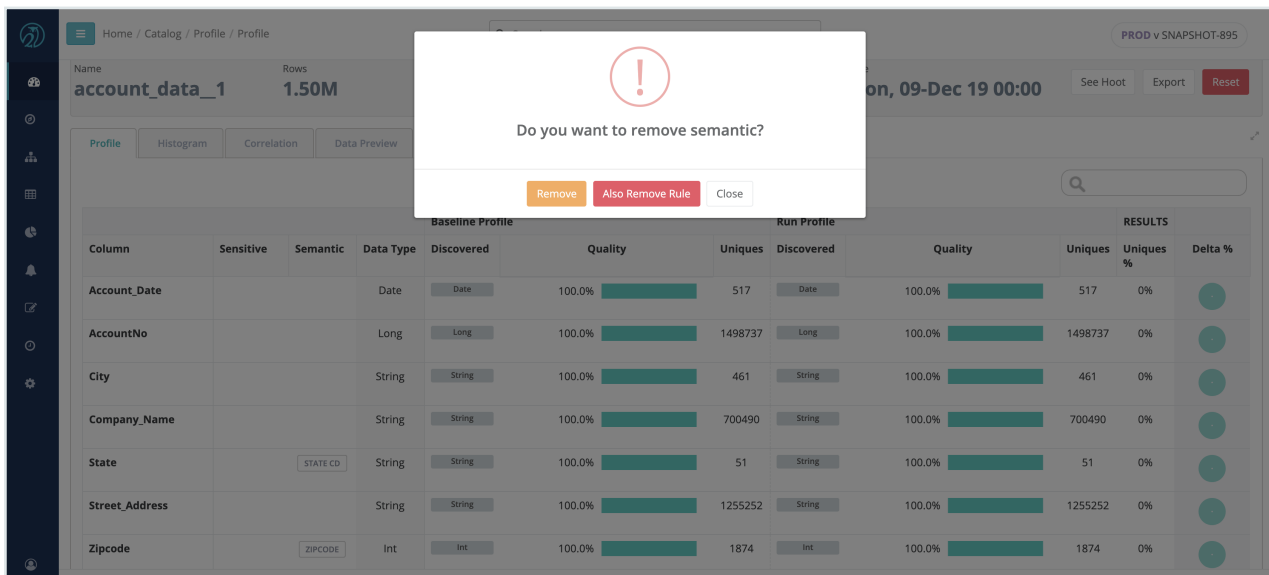 Home / Catalog / Profile / Profile
PROD v SNAPSHOT-895
Name Rows
account_data__1 1.50M on, 09-Dec 19 00:00
See Hoot Export Reset
Do you want to remove semantic?
Remove Also Remove Rule Close
Profile Histogram Correlation Data Preview
Baseline Profile Run Profile RESULTS
Column Sensitive Semantic Data Type Discovered Quality Uniques Discovered Quality Uniques Uniques % Delta %
Account_Date Date Date 100.0% 517 Date 100.0% 517 0% -
AccountNo Long Long 100.0% 1498737 Long 100.0% 1498737 0% -
City String String 100.0% 461 String 100.0% 461 0% -
Company_Name String String 100.0% 700490 String 100.0% 700490 0% -
State STATE CD String String 100.0% 51 String 100.0% 51 0% -
Street_Address String String 100.0% 1255252 String 100.0% 1255252 0% -
Zipcode ZIPCODE Int Int 100.0% 1874 Int 100.0% 1874 0% -